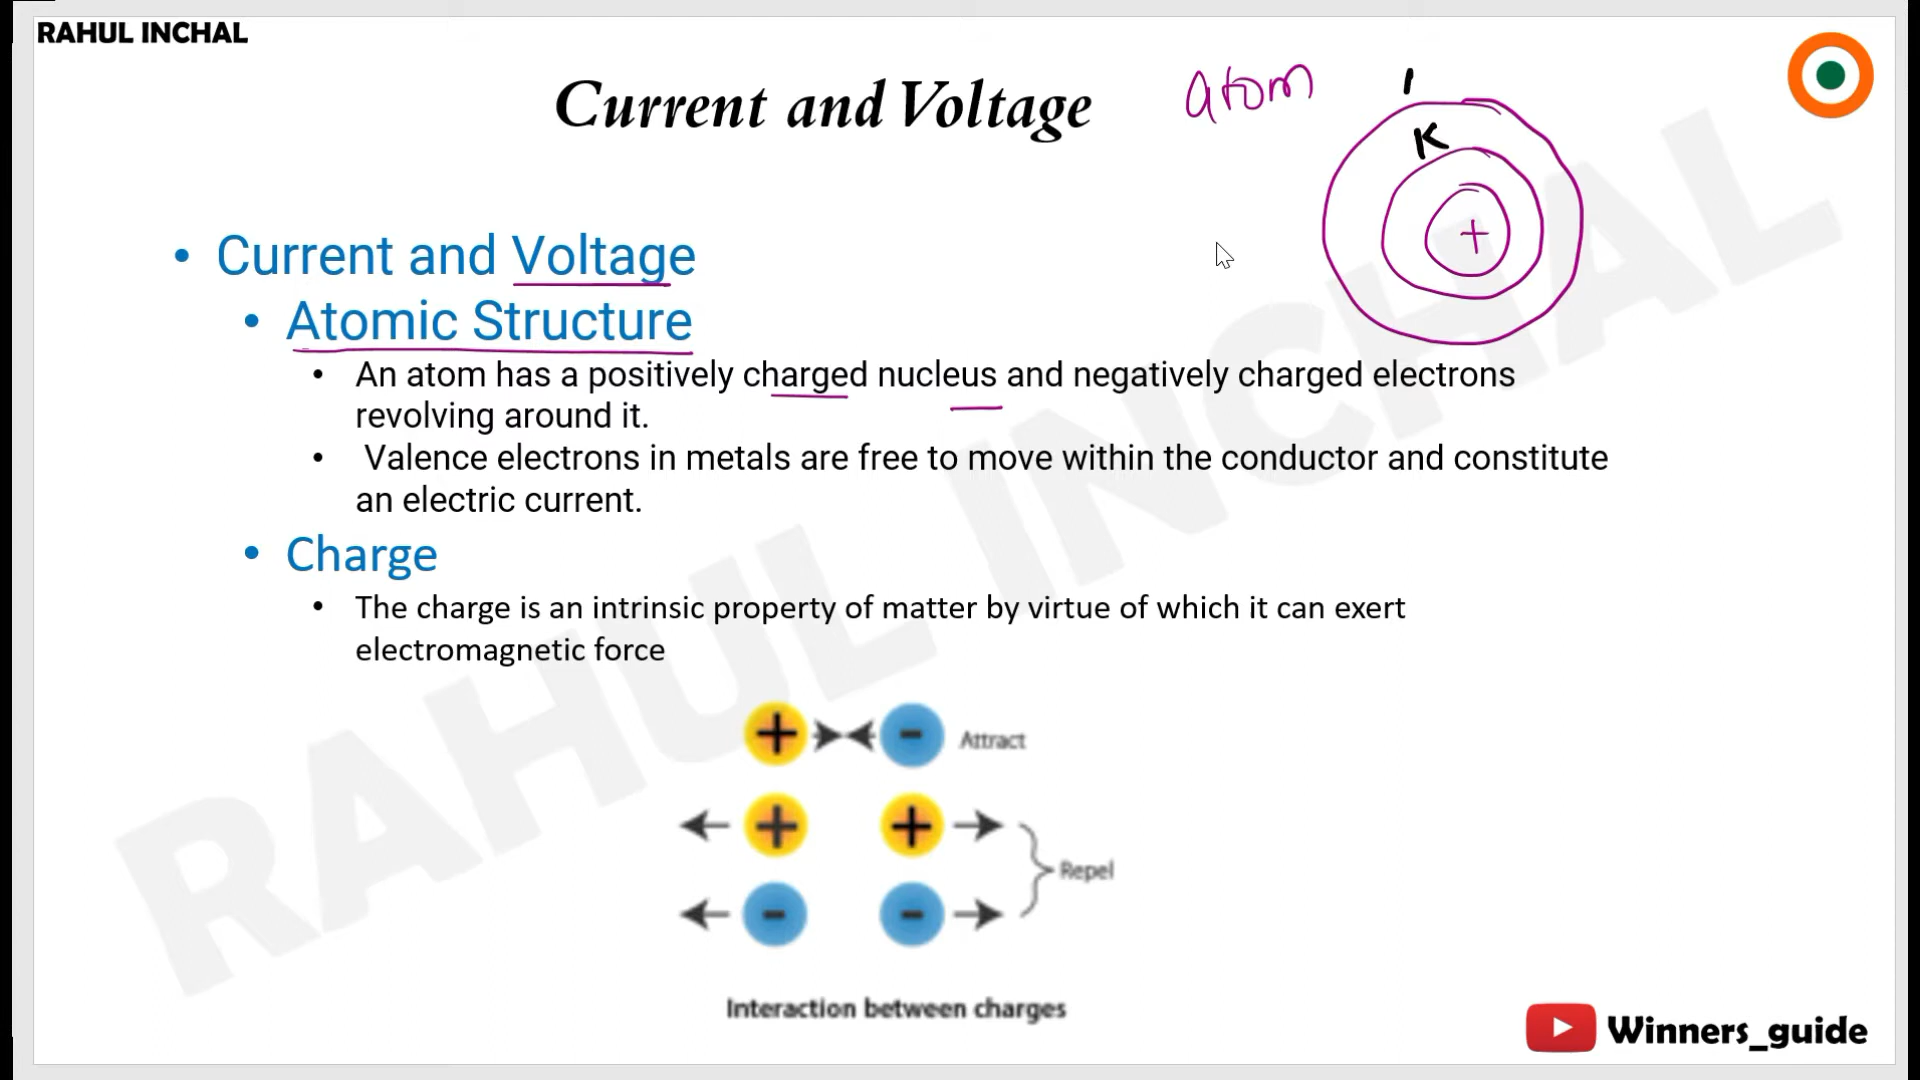 RAHUL INCHAL
Current and Voltage
atom
K
+
• Current and Voltage
• Atomic Structure
• An atom has a positively charged nucleus and negatively charged electrons
revolving around it.
• Valence electrons in metals are free to move within the conductor and constitute
an electric current.
• Charge
• The charge is an intrinsic property of matter by virtue of which it can exert
electromagnetic force
+ - Attract
+ +
Repel
- -
Interaction between charges
Winners_guide
RAHUL INCHAL